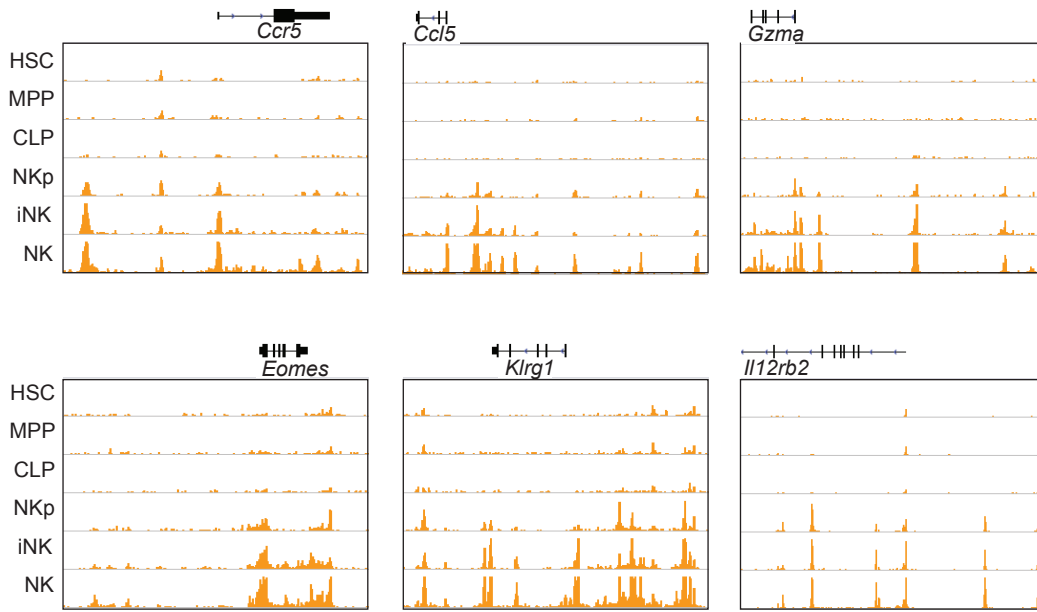 Ccr5 Ccl5 Gzma
HSC
MPP
CLP
NKp
iNK
NK
Eomes Klrg1 Il12rb2
HSC
MPP
CLP
NKp
iNK
NK